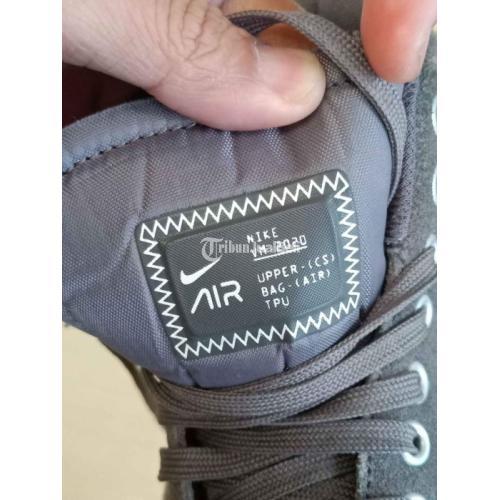 NIKE
VM 2020
AIR
UPPER-(CS)
BAG-(AIR)
TPU